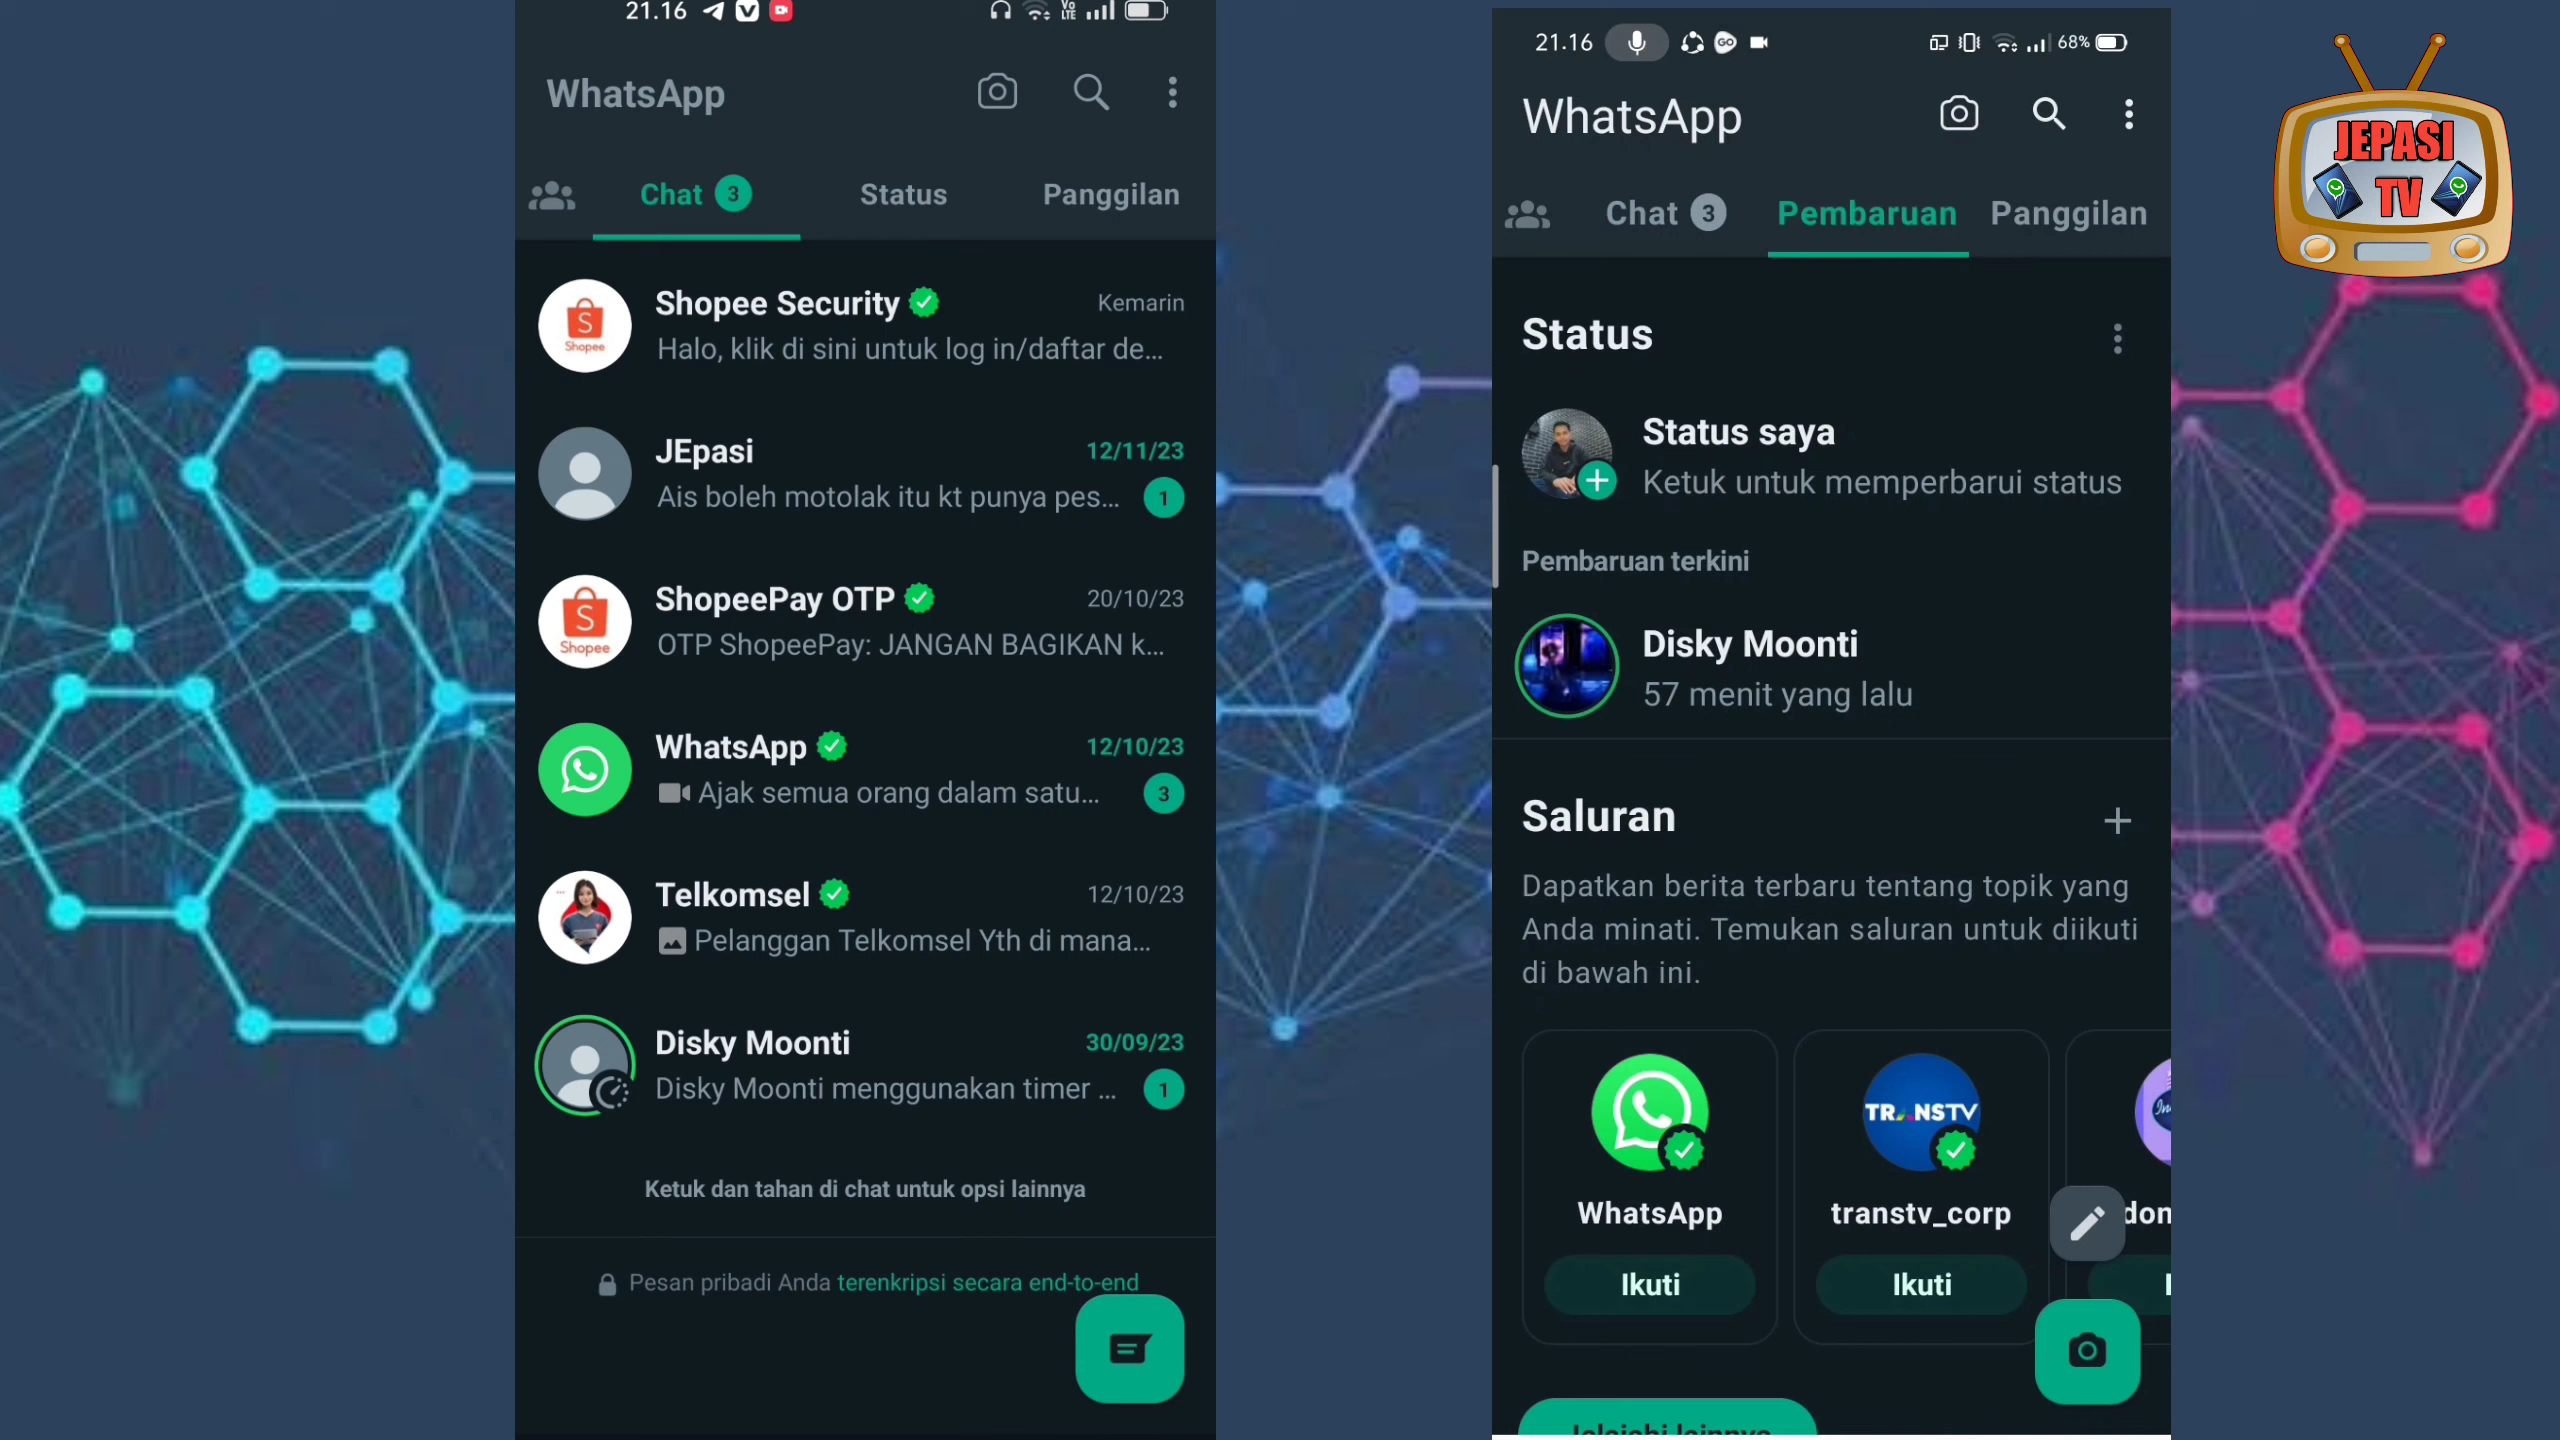 21.16
WhatsApp
Chat 3
Status
Panggilan
Shopee Security
Kemarin
Halo, klik di sini untuk log in/daftar de...
JEpasi
12/11/23
Ais boleh motolak itu kt punya pes...
1
ShopeePay OTP
20/10/23
OTP ShopeePay: JANGAN BAGIKAN k...
WhatsApp
12/10/23
Ajak semua orang dalam satu...
3
Telkomsel
12/10/23
Pelanggan Telkomsel Yth di mana...
Disky Moonti
30/09/23
Disky Moonti menggunakan timer ...
1
Ketuk dan tahan di chat untuk opsi lainnya
Pesan pribadi Anda terenkripsi secara end-to-end
S
Shopee
S
Shopee
Vo
LTE
21.16
GO
68%
WhatsApp
Chat 3
Pembaruan
Panggilan
Status
Status saya
Ketuk untuk memperbarui status
Pembaruan terkini
Disky Moonti
57 menit yang lalu
Saluran
Dapatkan berita terbaru tentang topik yang
Anda minati. Temukan saluran untuk diikuti
di bawah ini.
TRANSTV
WhatsApp
transtv_corp
Ikuti
Ikuti
JEPASI
TV